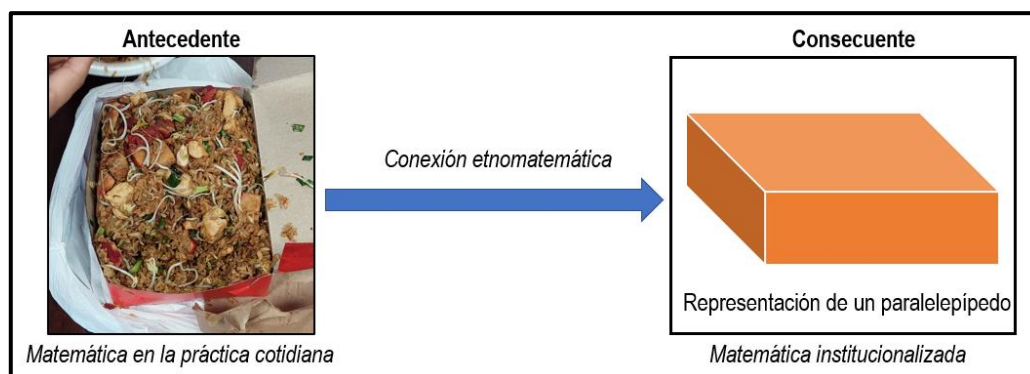 Antecedente
Consecuente
Conexión etnomatemática
Representación de un paralelepípedo
Matemática en la práctica cotidiana
Matemática institucionalizada